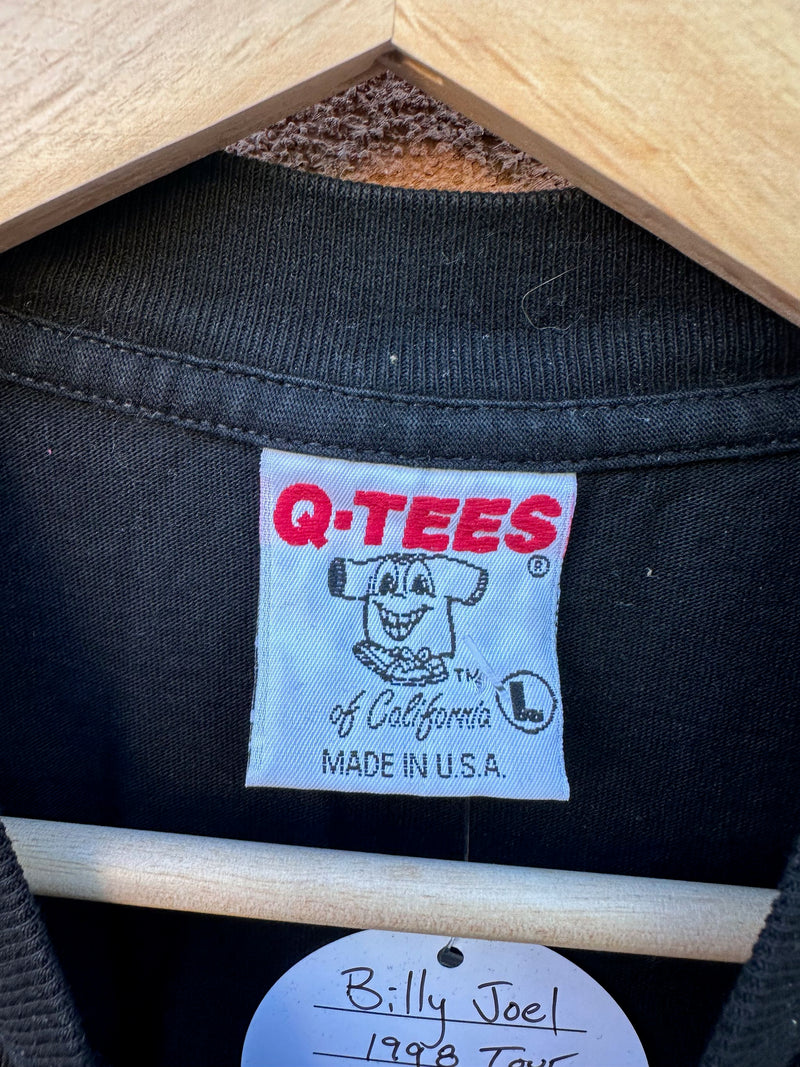 Q-TEES
®
TM
L
of California
MADE IN U.S.A.
Billy Joel
1998 Tour